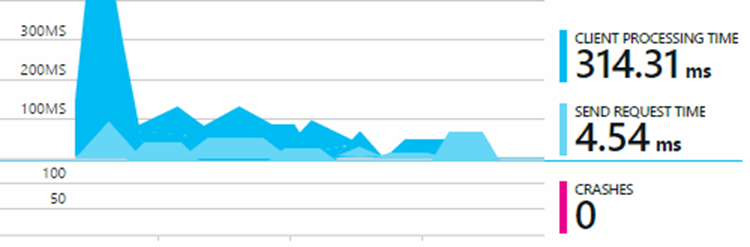 300MS
200MS
100MS
100
50
CLIENT PROCESSING TIME
314.31 ms
SEND REQUEST TIME
4.54 ms
CRASHES
0